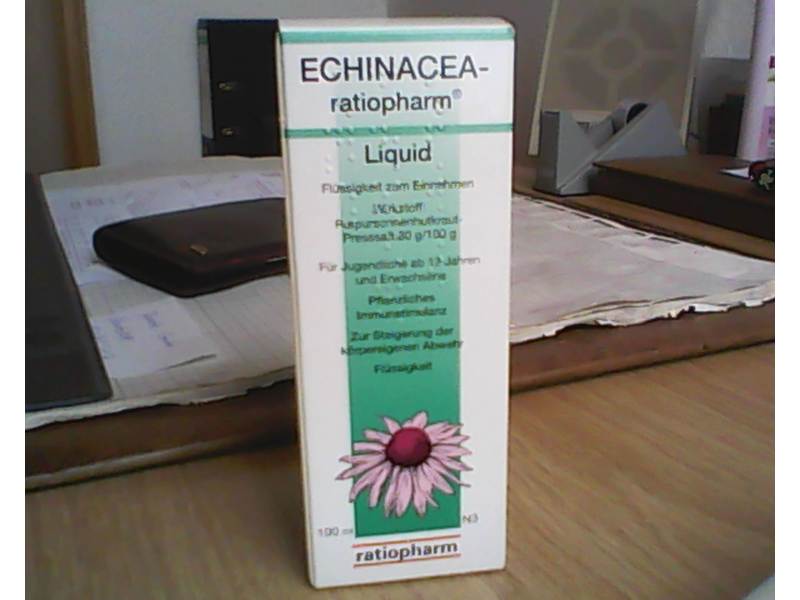 ECHINACEA-
ratiopharm®
Liquid
Flüssigkeit zum Einnehmen
Wirkstoff:
Purpursonnenhutkraut-
Presssaft 80 g/100 g
Für Jugendliche ab 12 Jahren
und Erwachsene
Pflanzliches
Immunstimulanz
Zur Steigerung der
körpereigenen Abwehr
Flüssigkeit
100 ml
N3
ratiopharm